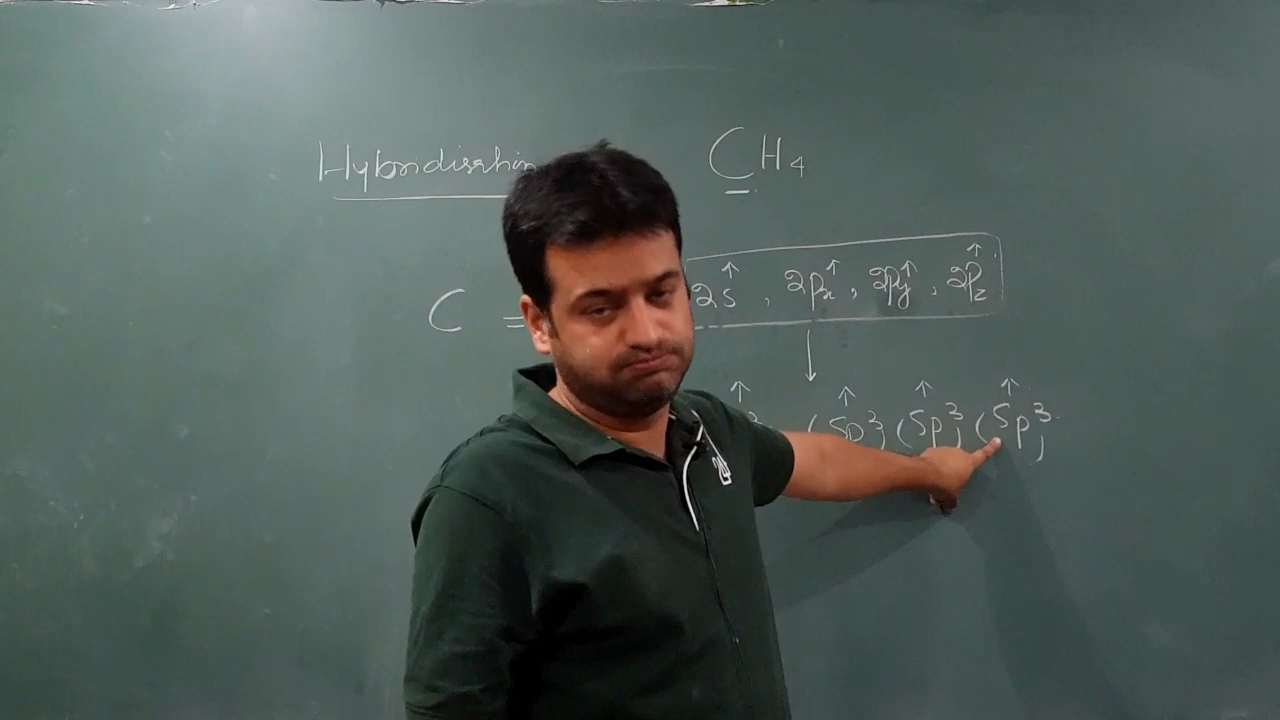 Hybridisation CH4
C = 2s↑, 2px↑, 2py↑, 2pz↑
(sp3) (sp3) (sp3)